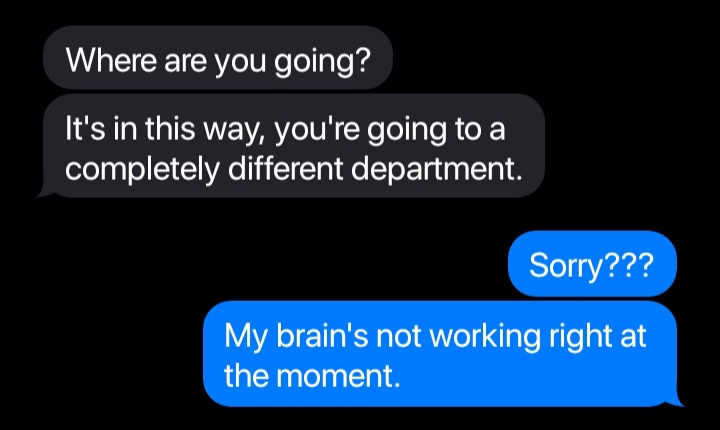 Where are you going?
It's in this way, you're going to a
completely different department.
Sorry???
My brain's not working right at
the moment.